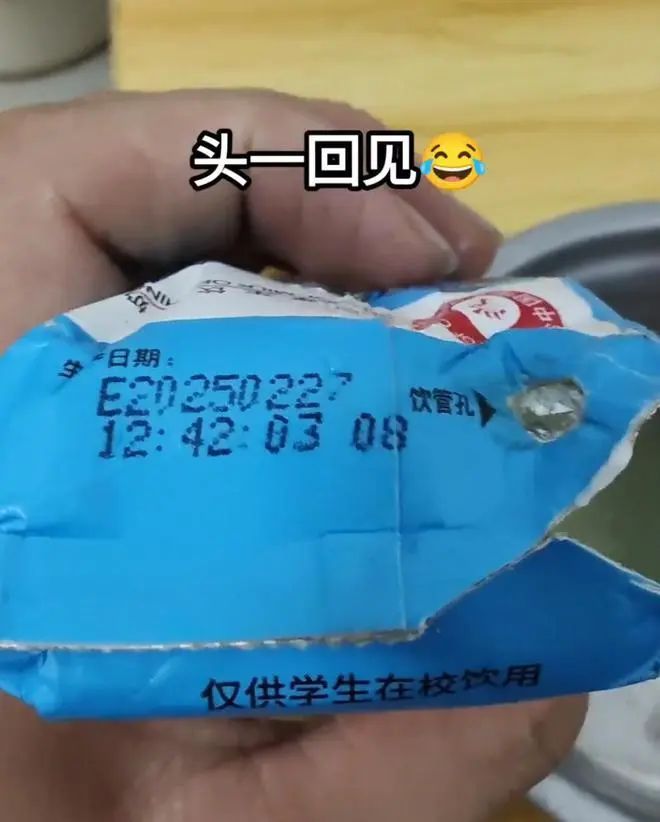 头一回见😂
日期：
E20250227
饮管孔
12:42:03 08
仅供学生在校饮用